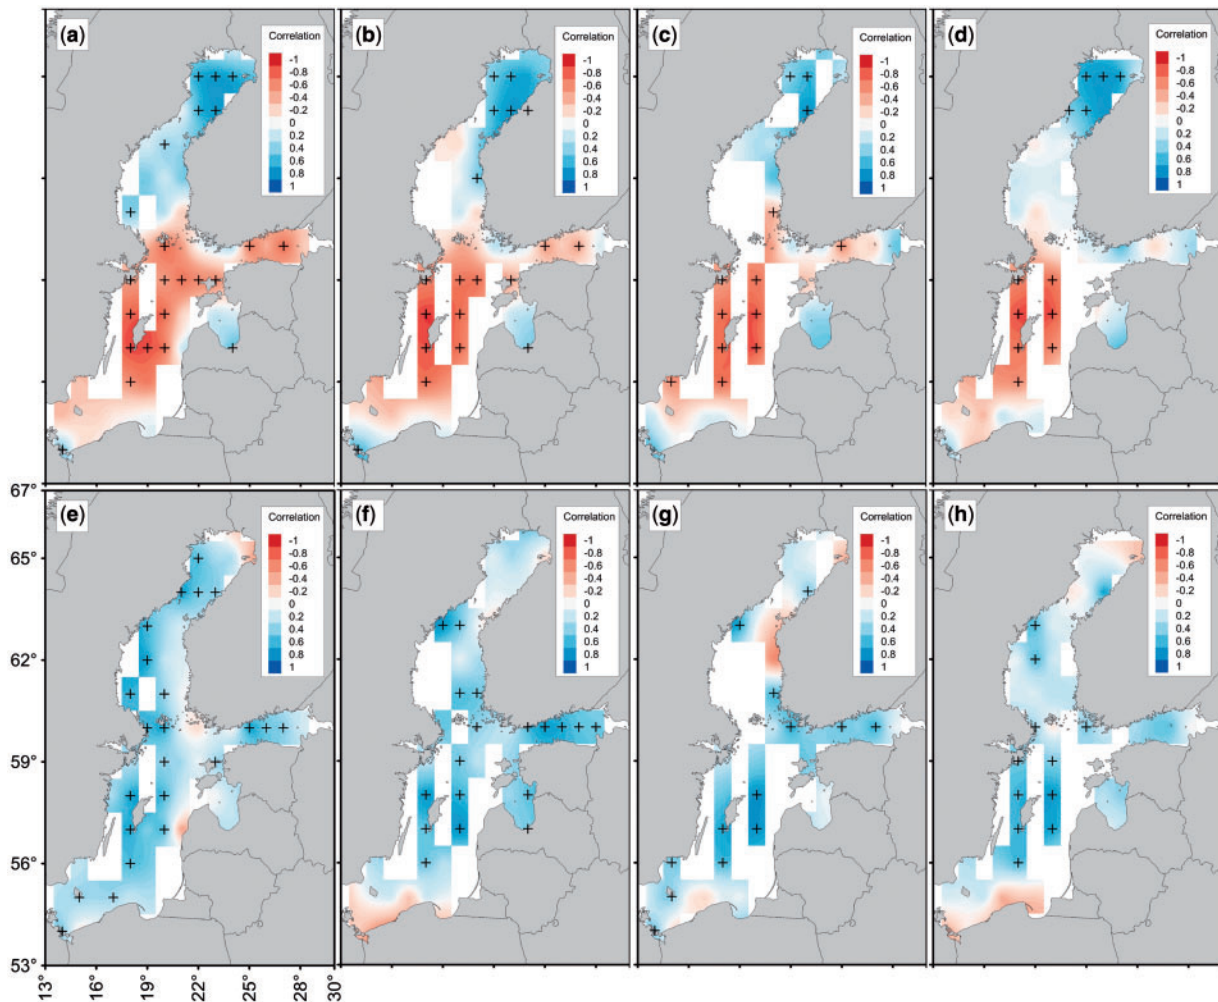 (a) Correlation -1 -0.8 -0.6 -0.4 -0.2 0 0.2 0.4 0.6 0.8 1
(b) Correlation -1 -0.8 -0.6 -0.4 -0.2 0 0.2 0.4 0.6 0.8 1
(c) Correlation -1 -0.8 -0.6 -0.4 -0.2 0 0.2 0.4 0.6 0.8 1
(d) Correlation -1 -0.8 -0.6 -0.4 -0.2 0 0.2 0.4 0.6 0.8 1
(e) Correlation -1 -0.8 -0.6 -0.4 -0.2 0 0.2 0.4 0.6 0.8 1
(f) Correlation -1 -0.8 -0.6 -0.4 -0.2 0 0.2 0.4 0.6 0.8 1
(g) Correlation -1 -0.8 -0.6 -0.4 -0.2 0 0.2 0.4 0.6 0.8 1
(h) Correlation -1 -0.8 -0.6 -0.4 -0.2 0 0.2 0.4 0.6 0.8 1
67°
65°
62°
59°
56°
53°
13° 16° 19° 22° 25° 28° 30°